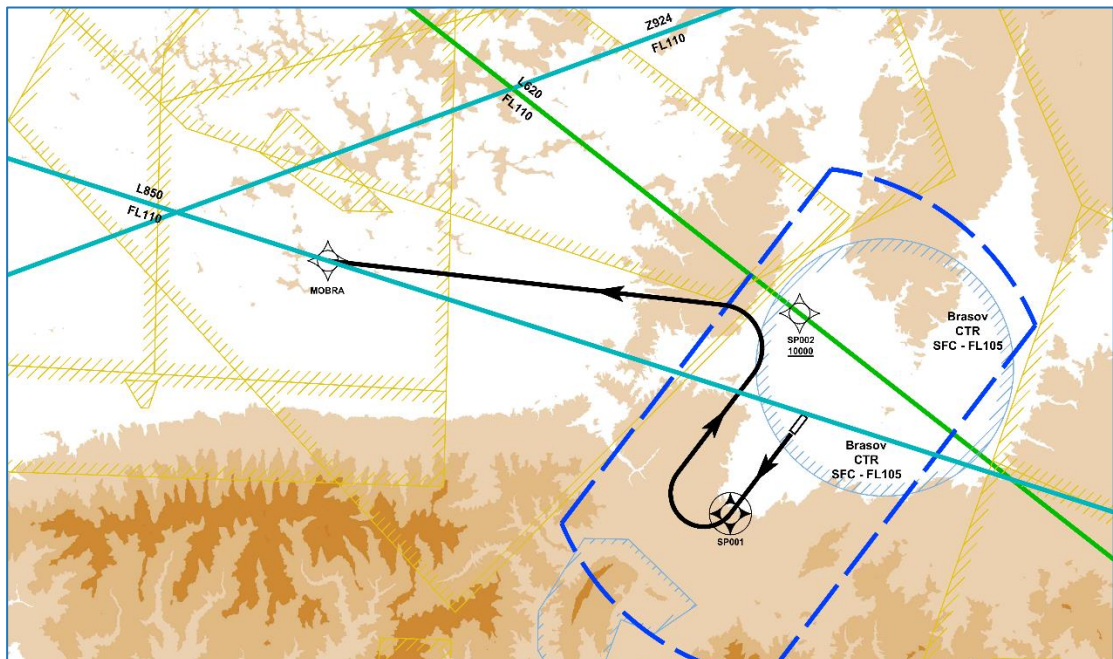 Z924
FL110
L620
FL110
L850
FL110
MOBRA
SP002
10000
Brasov
CTR
SFC - FL105
Brasov
CTR
SFC - FL105
SP001